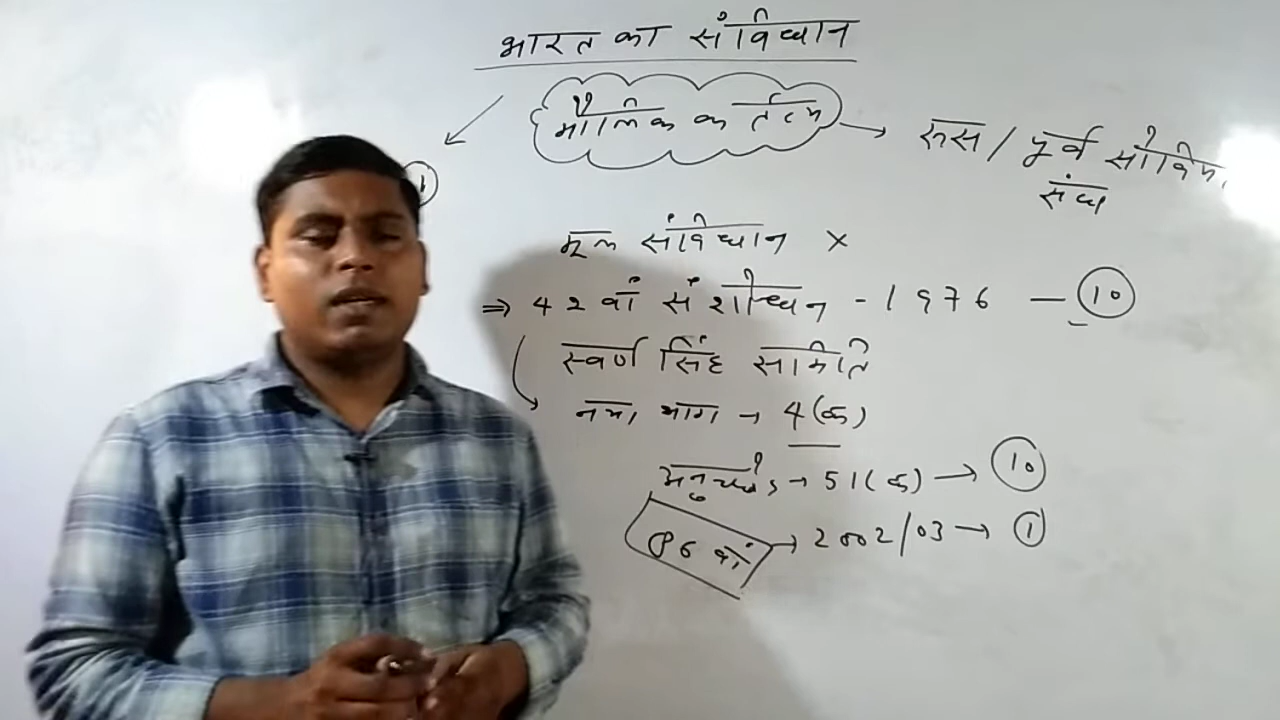 भारत का संविधान
मौलिक कर्तव्य → रूस / पूर्व सोवियत संघ
मूल संविधान ×
⇒ 42 वाँ संशोधन - 1976 — 10
स्वर्ण सिंह समिति
नया भाग → 4(क)
अनुच्छेद → 51(क) → 10
86 वाँ → 2002/03 → 1